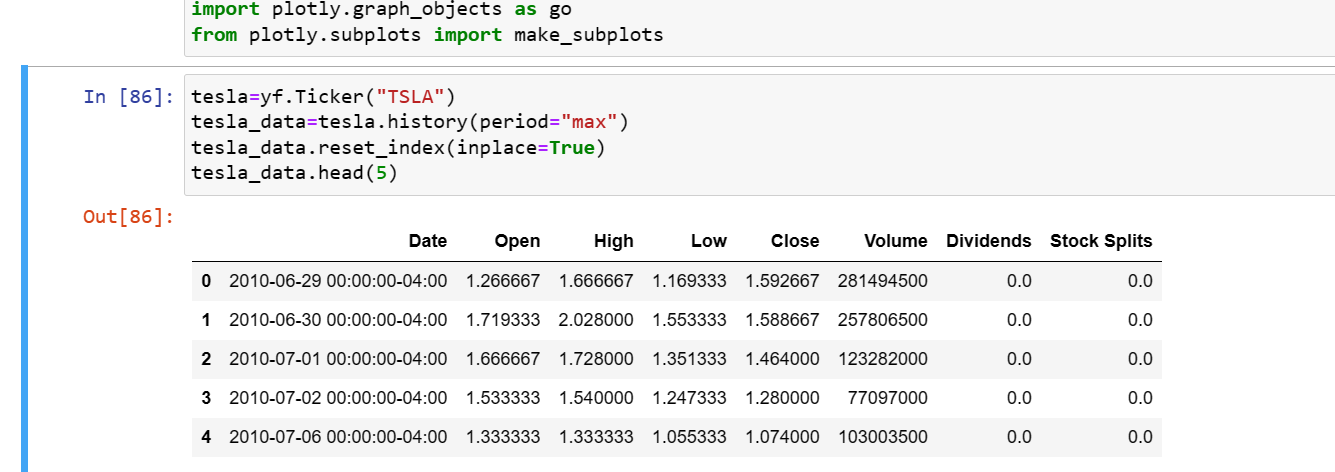 import plotly.graph_objects as go
from plotly.subplots import make_subplots
In [86]: tesla=yf.Ticker("TSLA")
tesla_data=tesla.history(period="max")
tesla_data.reset_index(inplace=True)
tesla_data.head(5)
Out[86]:
Date Open High Low Close Volume Dividends Stock Splits
0 2010-06-29 00:00:00-04:00 1.266667 1.666667 1.169333 1.592667 281494500 0.0 0.0
1 2010-06-30 00:00:00-04:00 1.719333 2.028000 1.553333 1.588667 257806500 0.0 0.0
2 2010-07-01 00:00:00-04:00 1.666667 1.728000 1.351333 1.464000 123282000 0.0 0.0
3 2010-07-02 00:00:00-04:00 1.533333 1.540000 1.247333 1.280000 77097000 0.0 0.0
4 2010-07-06 00:00:00-04:00 1.333333 1.333333 1.055333 1.074000 103003500 0.0 0.0